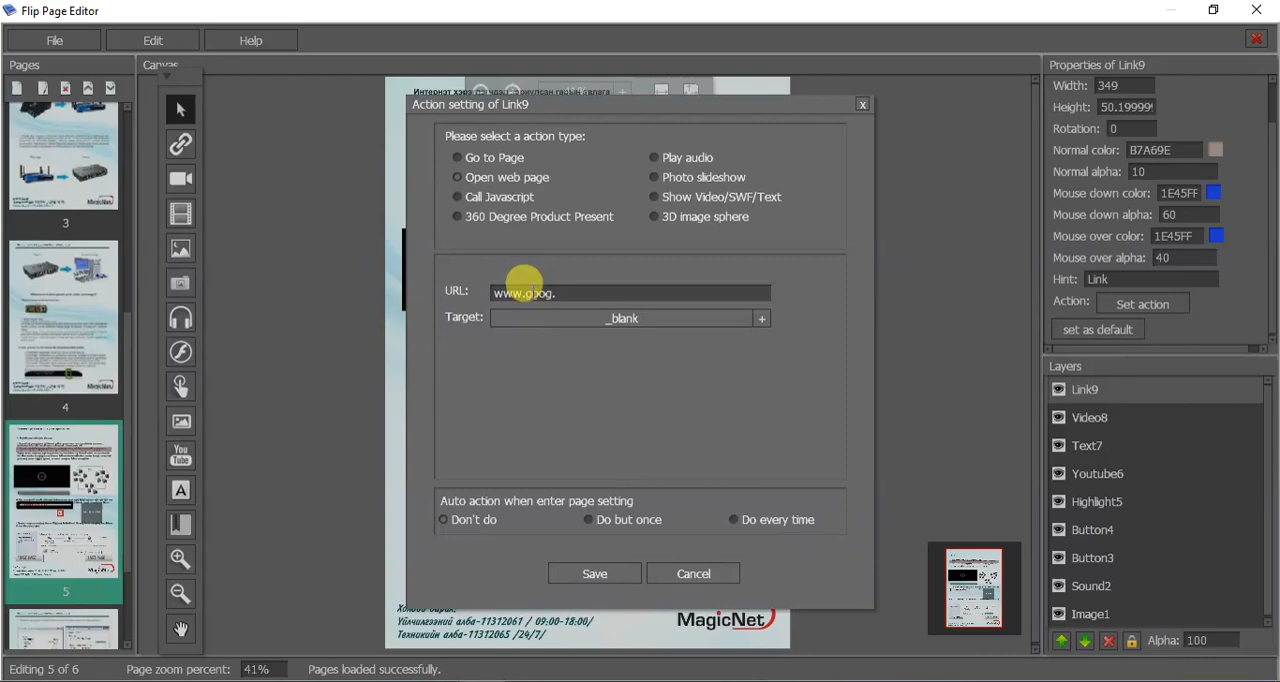 Flip Page Editor
File
Edit
Help
Pages
Canvas
3
4
5
You
Tube
A
Action setting of Link9
x
Please select a action type:
Go to Page
Play audio
Open web page
Photo slideshow
Call Javascript
Show Video/SWF/Text
360 Degree Product Present
3D image sphere
URL:
www.goog.
Target:
_blank
+
Auto action when enter page setting
Don't do
Do but once
Do every time
Save
Cancel
Үйлчилгээний алба-11312061 / 09:00-18:00/
Техникийн алба-11312065 /24/7/
MagicNet
Properties of Link9
Width: 349
Height: 50.19999
Rotation: 0
Normal color: B7A69E
Normal alpha: 10
Mouse down color: 1E45FF
Mouse down alpha: 60
Mouse over color: 1E45FF
Mouse over alpha: 40
Hint: Link
Action: Set action
set as default
Layers
Link9
Video8
Text7
Youtube6
Highlight5
Button4
Button3
Sound2
Image1
Alpha: 100
Editing 5 of 6
Page zoom percent: 41%
Pages loaded successfully.